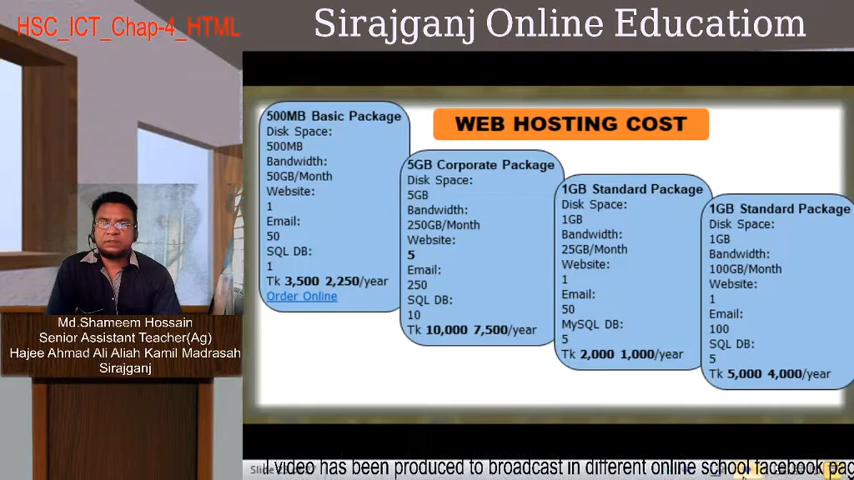 HSC_ICT_Chap-4_HTML
Sirajganj Online Educatiom
WEB HOSTING COST
500MB Basic Package
Disk Space:
500MB
Bandwidth:
50GB/Month
Website:
1
Email:
50
SQL DB:
1
Tk 3,500 2,250/year
Order Online
5GB Corporate Package
Disk Space:
5GB
Bandwidth:
250GB/Month
Website:
5
Email:
250
SQL DB:
10
Tk 10,000 7,500/year
1GB Standard Package
Disk Space:
1GB
Bandwidth:
25GB/Month
Website:
1
Email:
50
MySQL DB:
5
Tk 2,000 1,000/year
1GB Standard Package
Disk Space:
1GB
Bandwidth:
100GB/Month
Website:
1
Email:
100
SQL DB:
5
Tk 5,000 4,000/year
Md.Shameem Hossain
Senior Assistant Teacher(Ag)
Hajee Ahmad Ali Aliah Kamil Madrasah
Sirajganj
Slide
video has been produced to broadcast in different online school facebook pag